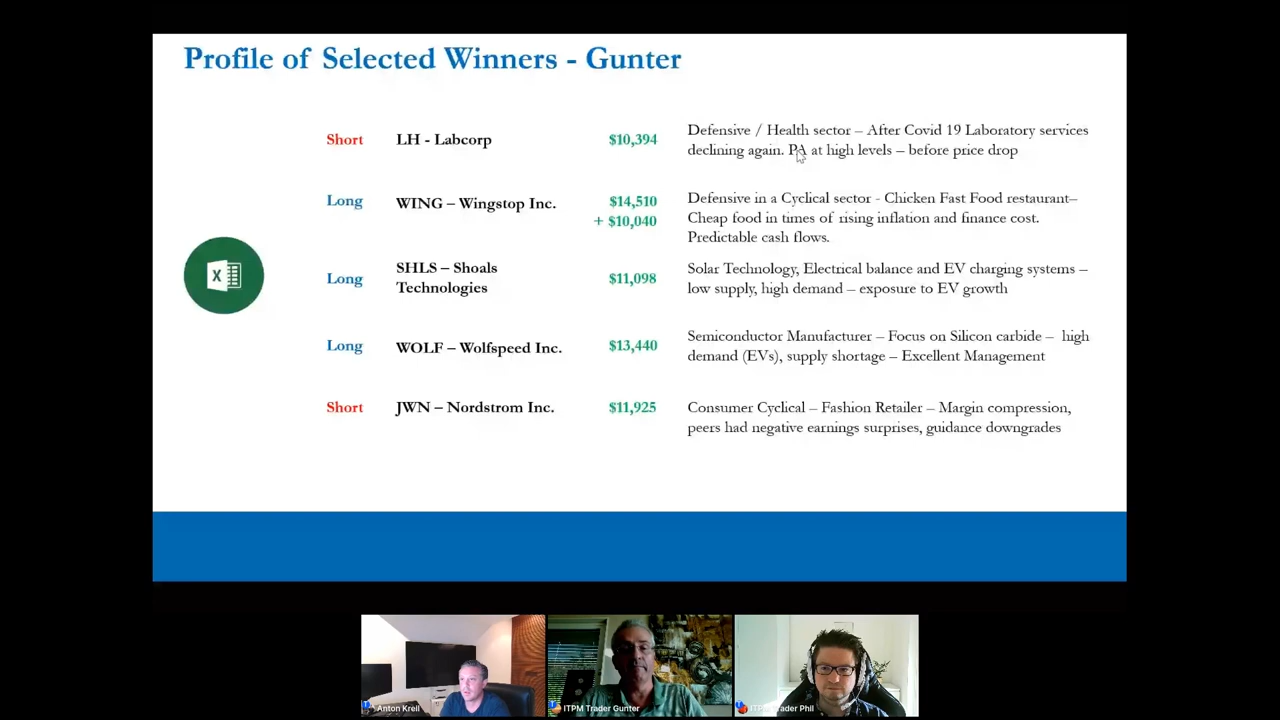 Profile of Selected Winners - Gunter
Short
LH - Labcorp
$10,394
Defensive / Health sector – After Covid 19 Laboratory services
declining again. PA at high levels – before price drop
Long
WING – Wingstop Inc.
$14,510
+ $10,040
Defensive in a Cyclical sector - Chicken Fast Food restaurant–
Cheap food in times of rising inflation and finance cost.
Predictable cash flows.
X
Long
SHLS – Shoals
Technologies
$11,098
Solar Technology, Electrical balance and EV charging systems –
low supply, high demand – exposure to EV growth
Long
WOLF – Wolfspeed Inc.
$13,440
Semiconductor Manufacturer – Focus on Silicon carbide – high
demand (EVs), supply shortage – Excellent Management
Short
JWN – Nordstrom Inc.
$11,925
Consumer Cyclical – Fashion Retailer – Margin compression,
peers had negative earnings surprises, guidance downgrades
Anton Kreil
ITPM Trader Gunter
ITPM Trader Phil